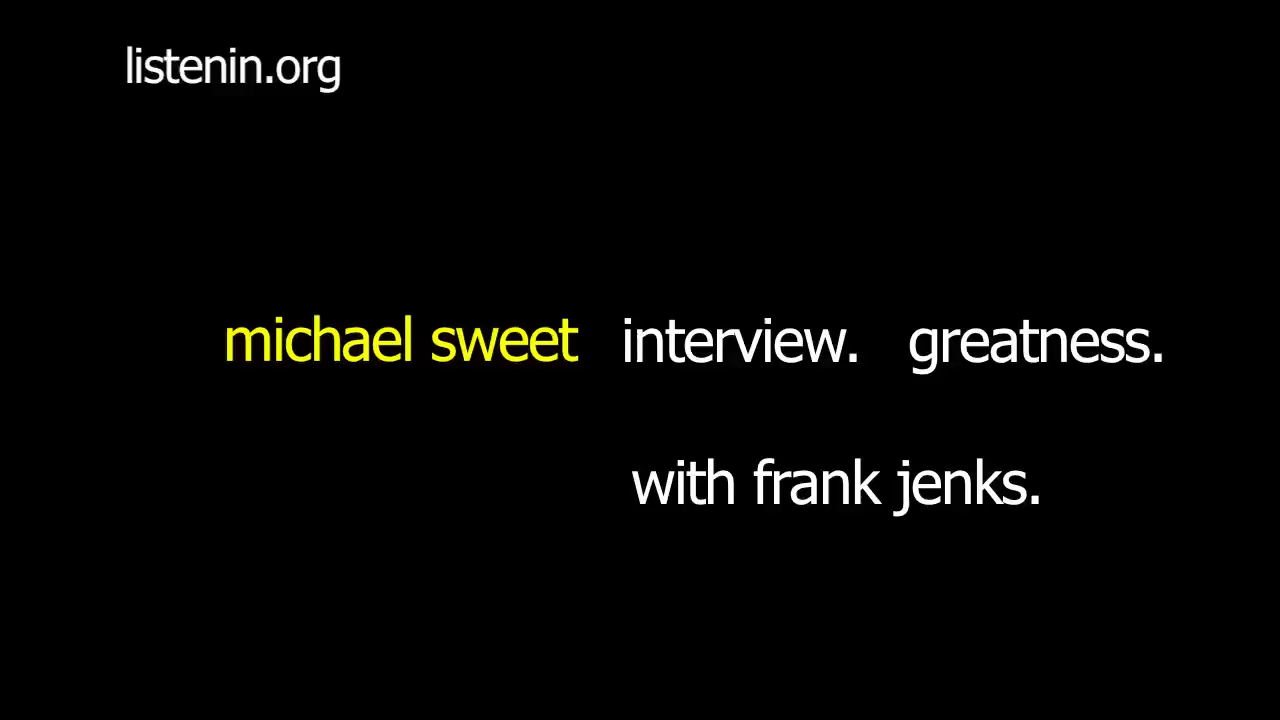 listenin.org
michael sweet interview. greatness.
with frank jenks.